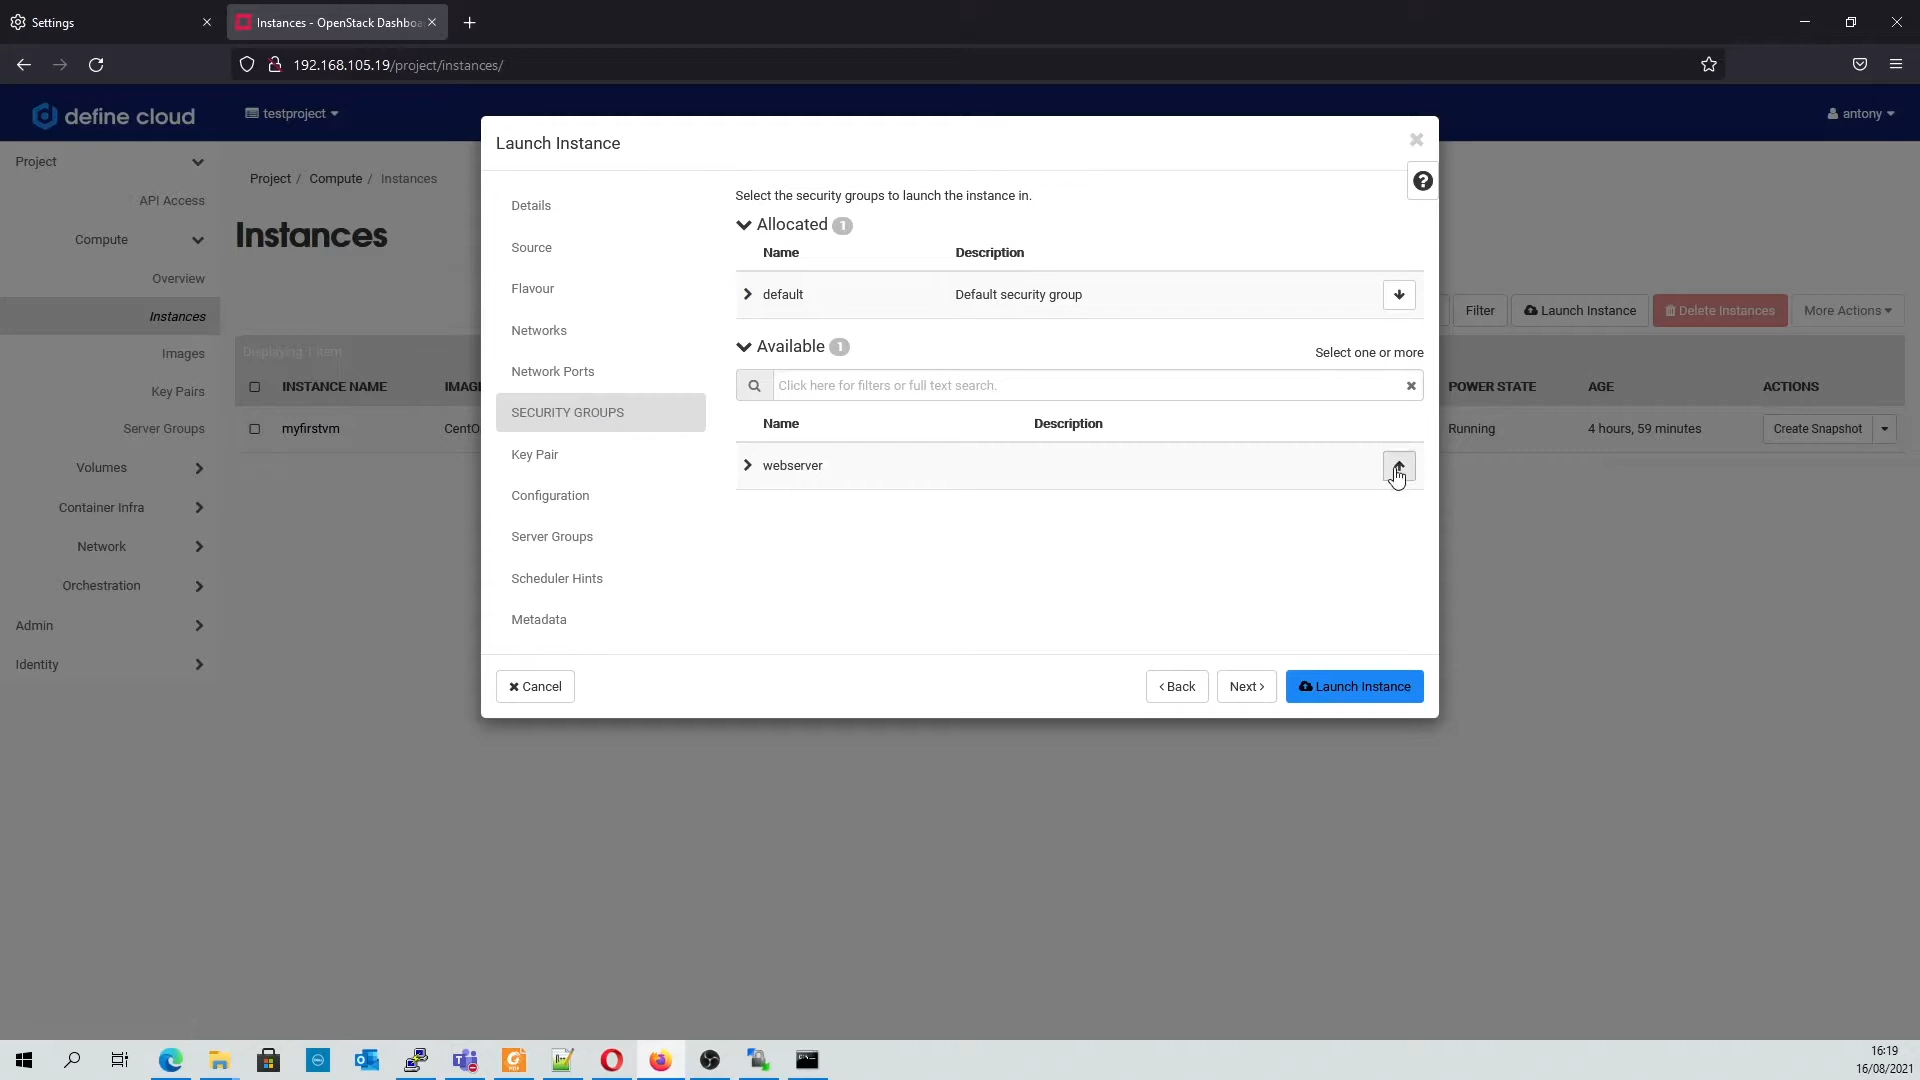 Settings
Instances - OpenStack Dashboa
192.168.105.19/project/instances/
define cloud
testproject
antony
Project
API Access
Compute
Overview
Instances
Images
Key Pairs
Server Groups
Volumes
Container Infra
Network
Orchestration
Admin
Identity
Project / Compute / Instances
Instances
Filter
Launch Instance
Delete Instances
More Actions
Displaying 1 item
INSTANCE NAME
IMAG
POWER STATE
AGE
ACTIONS
myfirstvm
CentO
Running
4 hours, 59 minutes
Create Snapshot
Launch Instance
Details
Source
Flavour
Networks
Network Ports
SECURITY GROUPS
Key Pair
Configuration
Server Groups
Scheduler Hints
Metadata
Select the security groups to launch the instance in.
Allocated 1
Name
Description
default
Default security group
Available 1
Select one or more
Click here for filters or full text search.
Name
Description
webserver
Cancel
Back
Next
Launch Instance
16:19
16/08/2021